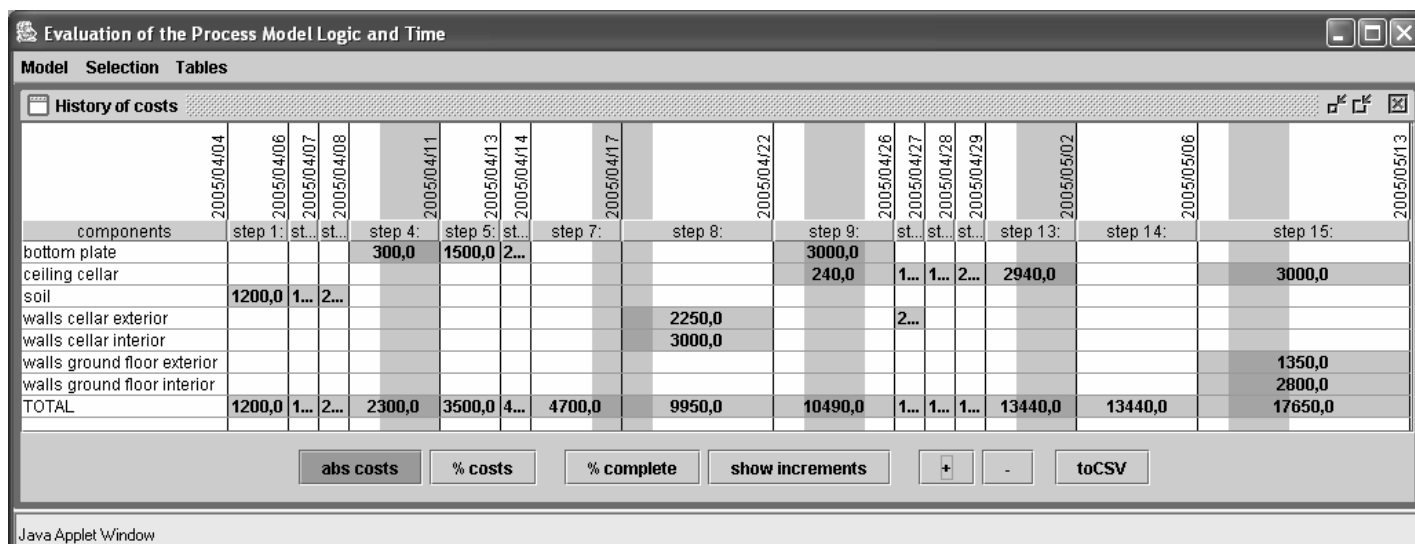 Evaluation of the Process Model Logic and Time
Model Selection Tables
History of costs
2005/04/04 2005/04/06 2005/04/07 2005/04/08 2005/04/11 2005/04/13 2005/04/14 2005/04/17 2005/04/22 2005/04/26 2005/04/27 2005/04/28 2005/04/29 2005/05/02 2005/05/06 2005/05/13
components step 1: st... st... step 4: step 5: st... step 7: step 8: step 9: st... st... st... step 13: step 14: step 15:
bottom plate 300,0 1500,0 2... 3000,0
ceiling cellar 240,0 1... 1... 2... 2940,0 3000,0
soil 1200,0 1... 2...
walls cellar exterior 2250,0 2...
walls cellar interior 3000,0
walls ground floor exterior 1350,0
walls ground floor interior 2800,0
TOTAL 1200,0 1... 2... 2300,0 3500,0 4... 4700,0 9950,0 10490,0 1... 1... 1... 13440,0 13440,0 17650,0
abs costs % costs % complete show increments + - toCSV
Java Applet Window